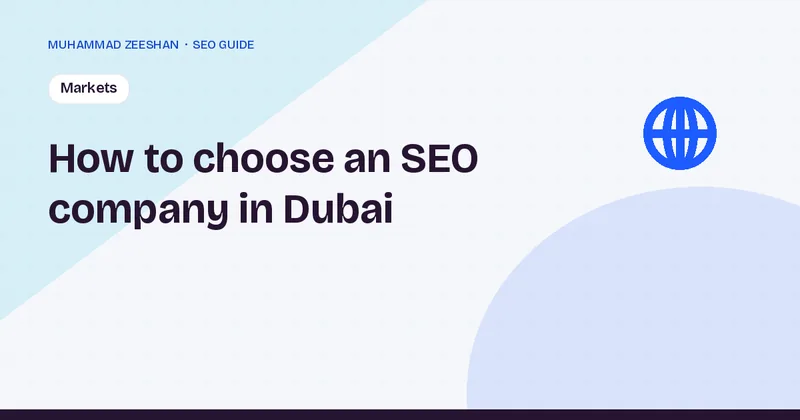 MUHAMMAD ZEESHAN · SEO GUIDE
Markets
How to choose an SEO
company in Dubai